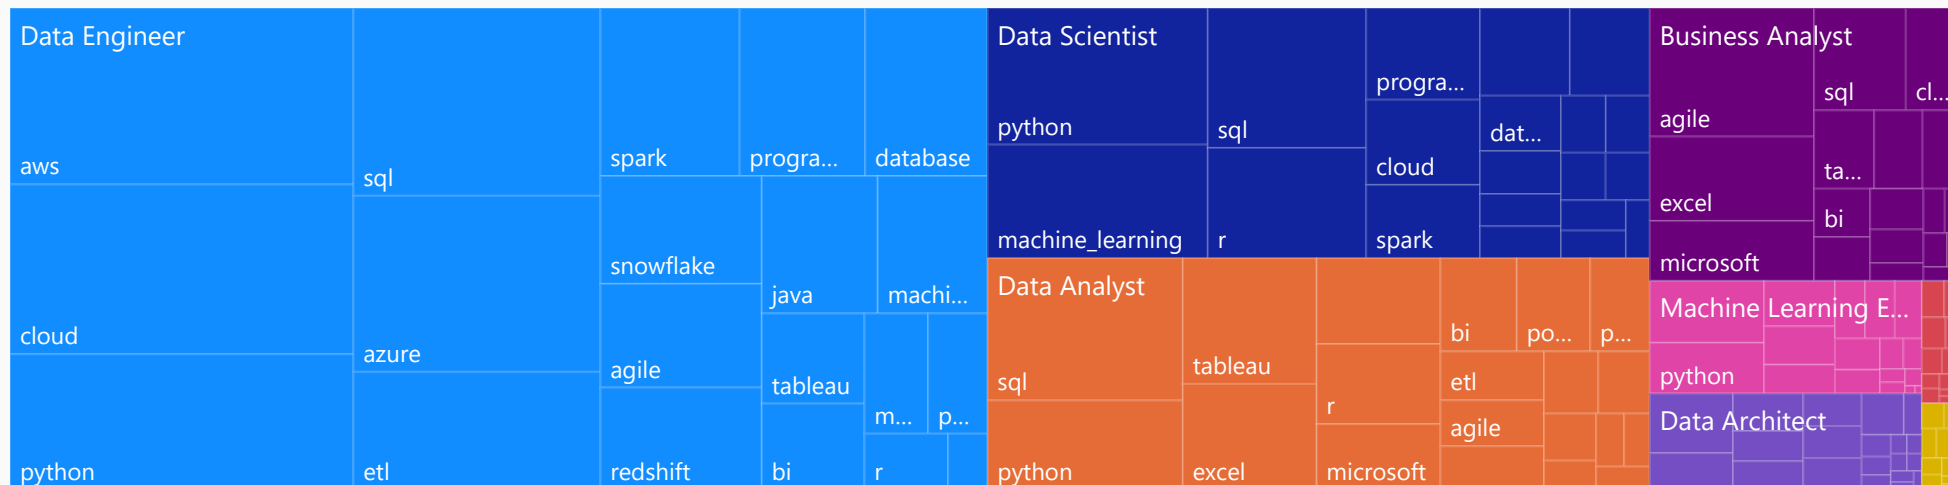 Data Engineer
aws
cloud
python
sql
azure
etl
spark
progra...
database
snowflake
agile
redshift
java
machi...
tableau
bi
m...
p...
r
Data Scientist
python
machine_learning
sql
r
progra...
cloud
spark
dat...
Data Analyst
sql
python
tableau
excel
r
microsoft
bi
po...
p...
etl
agile
Business Analyst
agile
excel
microsoft
sql
cl...
ta...
bi
Machine Learning E...
python
Data Architect